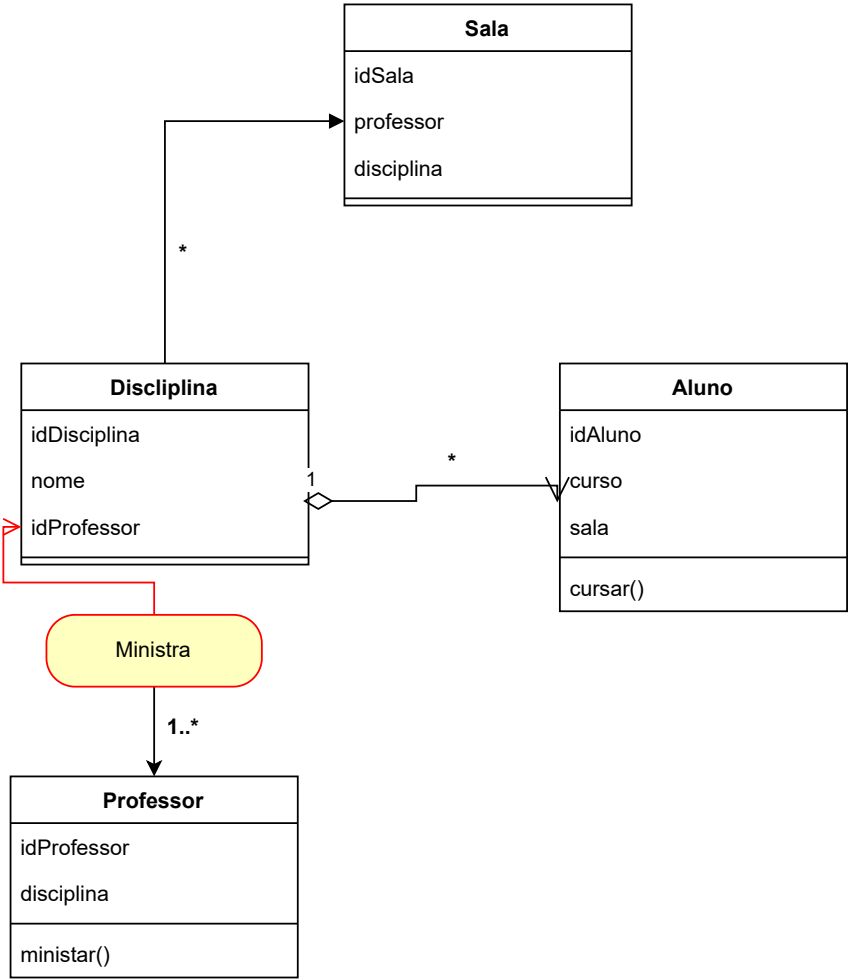 Sala
idSala
professor
disciplina
*
Discliplina
idDisciplina
nome
idProfessor
1
*
Aluno
idAluno
curso
sala
cursar()
Ministra
1..*
Professor
idProfessor
disciplina
ministar()